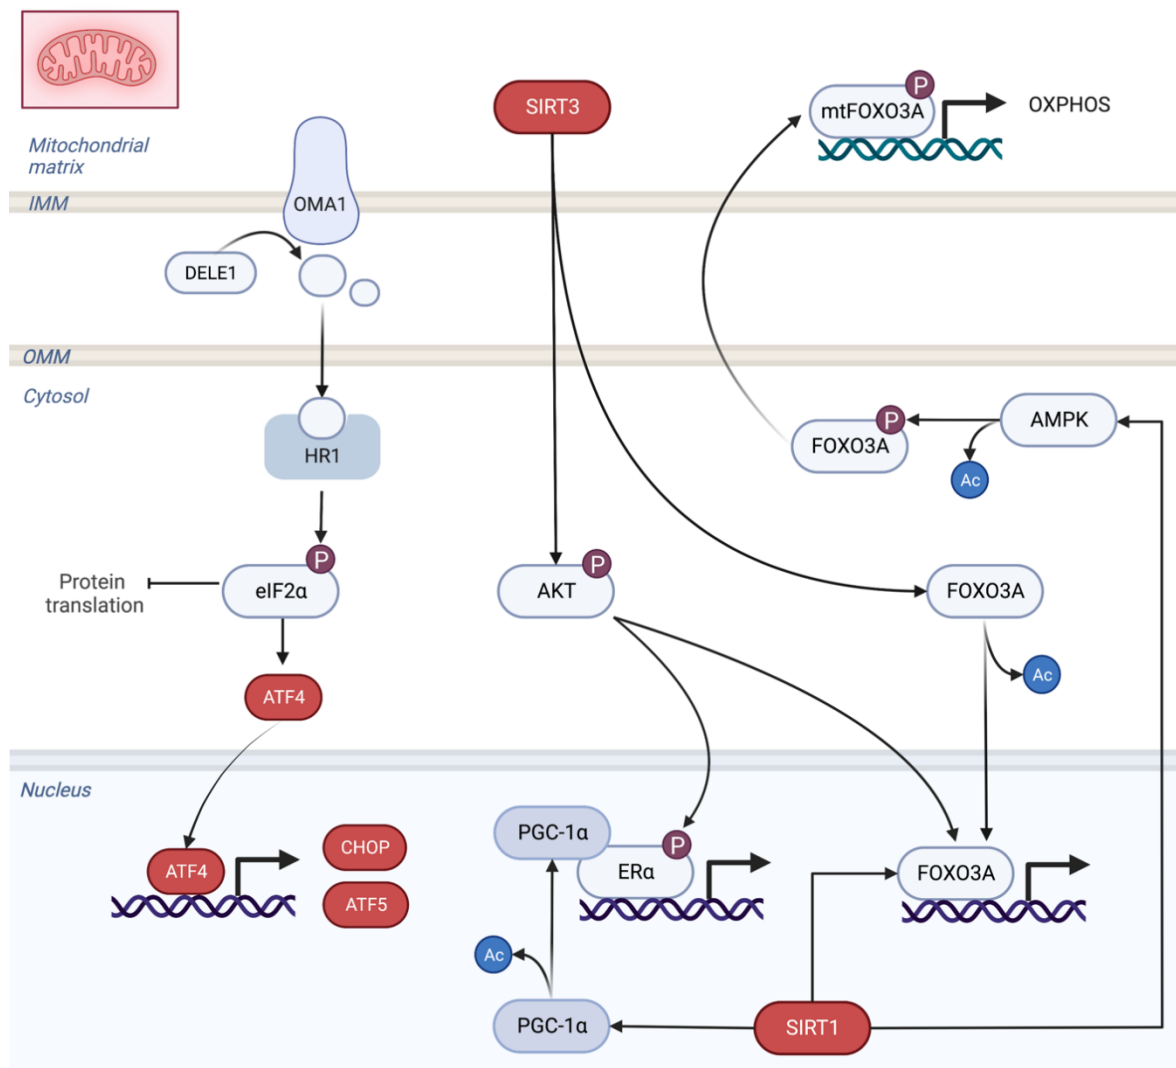 SIRT3
P
mtFOXO3A
OXPHOS
Mitochondrial
matrix
IMM
OMA1
DELE1
OMM
Cytosol
HR1
P
FOXO3A
AMPK
Ac
P
eIF2α
Protein
translation
P
AKT
FOXO3A
Ac
ATF4
Nucleus
ATF4
CHOP
ATF5
PGC-1α
P
ERα
FOXO3A
Ac
PGC-1α
SIRT1